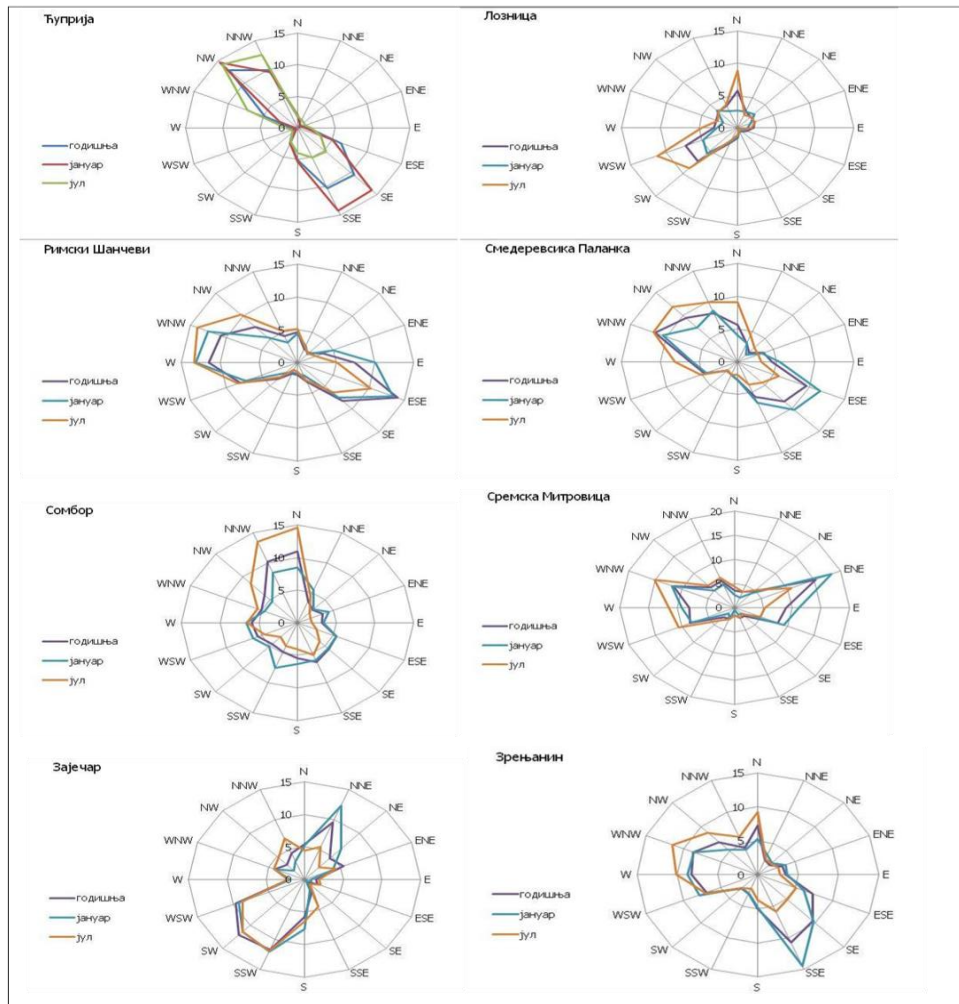 Ћуприја
N
NNE
NE
ENE
E
ESE
SE
SSE
S
SSW
SW
WSW
W
WNW
NW
NNW
15
10
5
0
годишња
јануар
јул
Лозница
N
NNE
NE
ENE
E
ESE
SE
SSE
S
SSW
SW
WSW
W
WNW
NW
NNW
15
10
5
0
годишња
јануар
јул
Римски Шанчеви
N
NNE
NE
ENE
E
ESE
SE
SSE
S
SSW
SW
WSW
W
WNW
NW
NNW
15
10
5
0
годишња
јануар
јул
Смедеревсика Паланка
N
NNE
NE
ENE
E
ESE
SE
SSE
S
SSW
SW
WSW
W
WNW
NW
NNW
15
10
5
0
годишња
јануар
јул
Сомбор
N
NNE
NE
ENE
E
ESE
SE
SSE
S
SSW
SW
WSW
W
WNW
NW
NNW
15
10
5
0
годишња
јануар
јул
Сремска Митровица
N
NNE
NE
ENE
E
ESE
SE
SSE
S
SSW
SW
WSW
W
WNW
NW
NNW
20
15
10
5
0
годишња
јануар
јул
Зајечар
N
NNE
NE
ENE
E
ESE
SE
SSE
S
SSW
SW
WSW
W
WNW
NW
NNW
15
10
5
0
годишња
јануар
јул
Зрењанин
N
NNE
NE
ENE
E
ESE
SE
SSE
S
SSW
SW
WSW
W
WNW
NW
NNW
15
10
5
0
годишња
јануар
јул